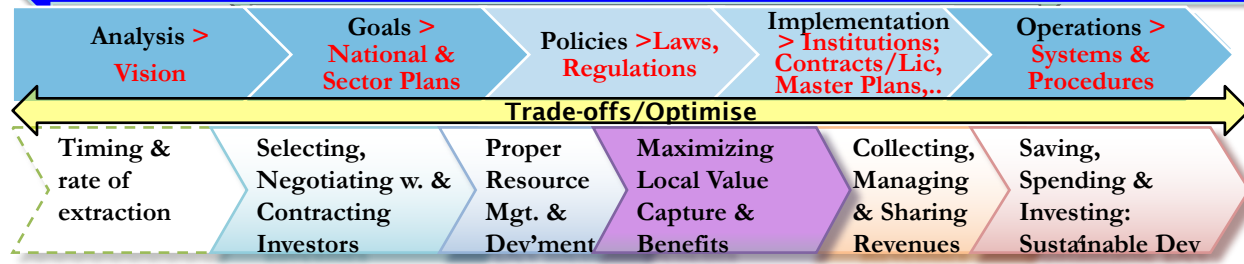 Analysis >
Vision
Goals >
National &
Sector Plans
Policies >Laws,
Regulations
Implementation
> Institutions;
Contracts/Lic,
Master Plans,..
Operations >
Systems &
Procedures
Trade-offs/Optimise
Timing &
rate of
extraction
Selecting,
Negotiating w. &
Contracting
Investors
Proper
Resource
Mgt. &
Dev'ment
Maximizing
Local Value
Capture &
Benefits
Collecting,
Managing
& Sharing
Revenues
Saving,
Spending &
Investing:
Sustainable Dev